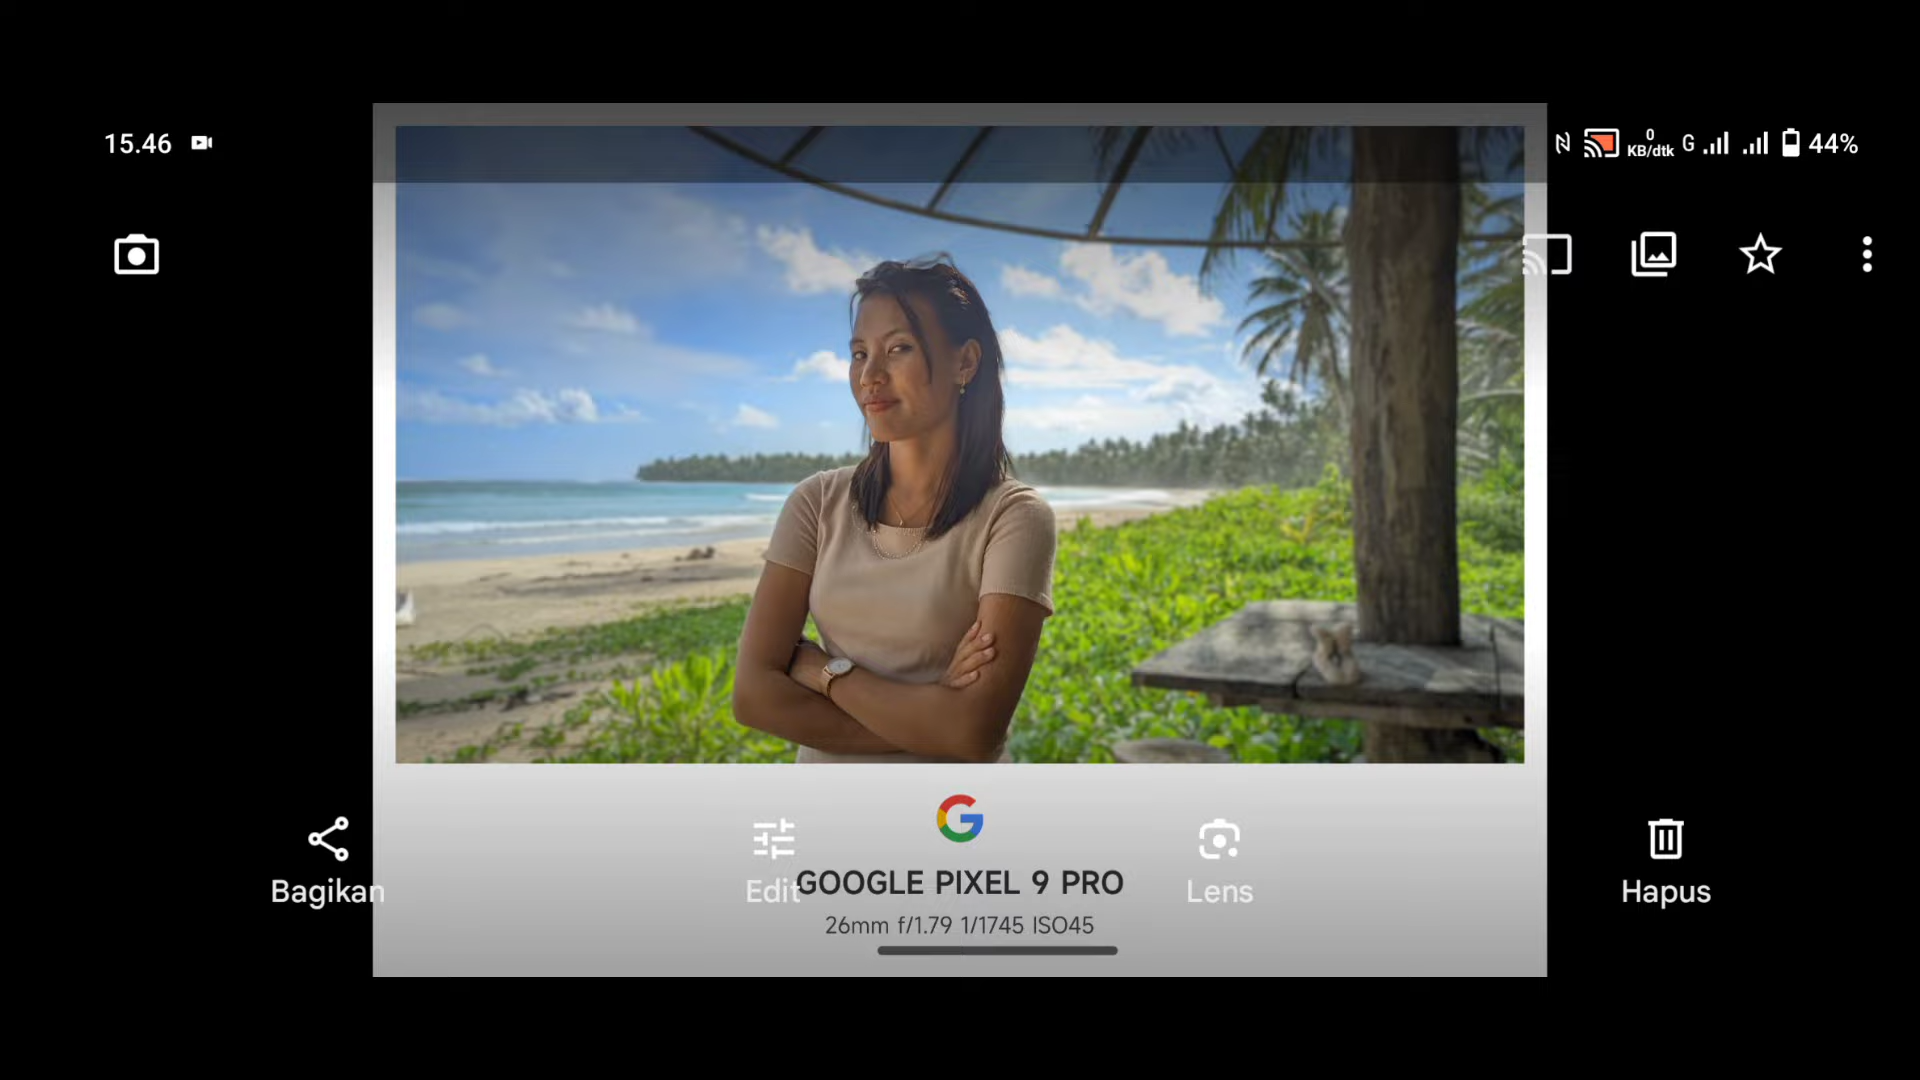 15.46
0
KB/dtk
G
44%
Bagikan
Edit
Lens
Hapus
GOOGLE PIXEL 9 PRO
26mm f/1.79 1/1745 ISO45